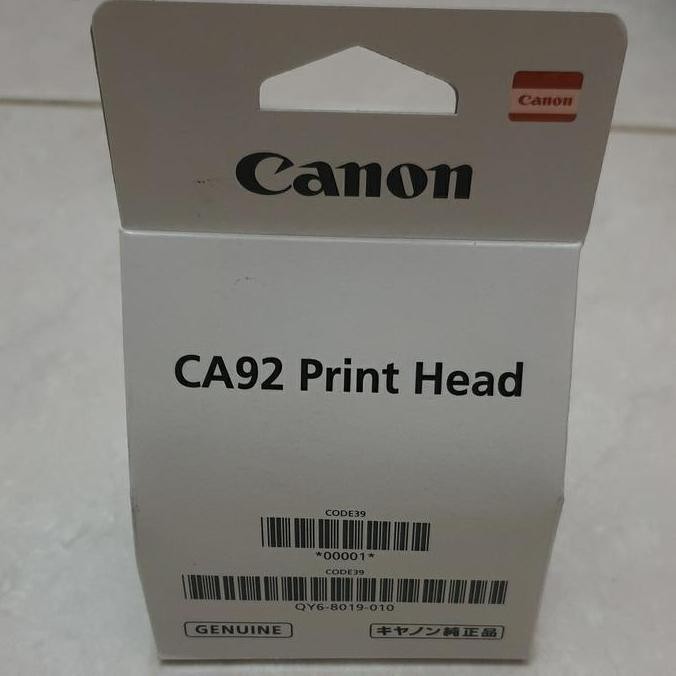 Canon
Canon
CA92 Print Head
CODE39
*00001*
CODE39
QY6-8019-010
GENUINE
キヤノン純正品